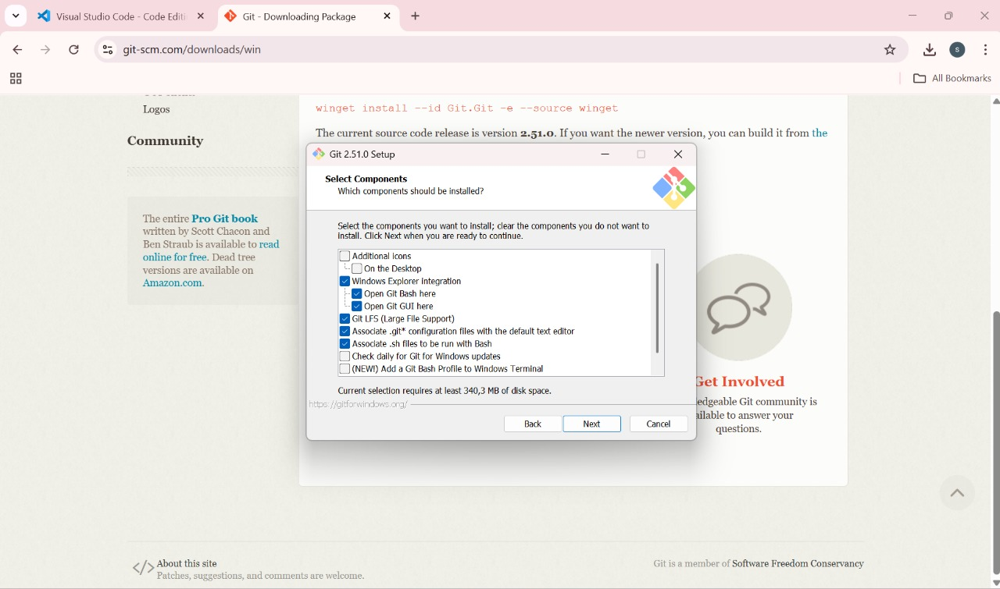 Visual Studio Code - Code Editi
Git - Downloading Package
git-scm.com/downloads/win
S
All Bookmarks
Logos
Community
The entire Pro Git book
written by Scott Chacon and
Ben Straub is available to read
online for free. Dead tree
versions are available on
Amazon.com.
winget install --id Git.Git -e --source winget
The current source code release is version 2.51.0. If you want the newer version, you can build it from the
Git 2.51.0 Setup
Select Components
Which components should be installed?
Select the components you want to install; clear the components you do not want to
install. Click Next when you are ready to continue.
Additional icons
On the Desktop
Windows Explorer integration
Open Git Bash here
Open Git GUI here
Git LFS (Large File Support)
Associate .git* configuration files with the default text editor
Associate .sh files to be run with Bash
Check daily for Git for Windows updates
(NEW!) Add a Git Bash Profile to Windows Terminal
Current selection requires at least 340,3 MB of disk space.
https://gitforwindows.org/
Back
Next
Cancel
Get Involved
ledgeable Git community is
ailable to answer your
questions.
About this site
Patches, suggestions, and comments are welcome.
Git is a member of Software Freedom Conservancy